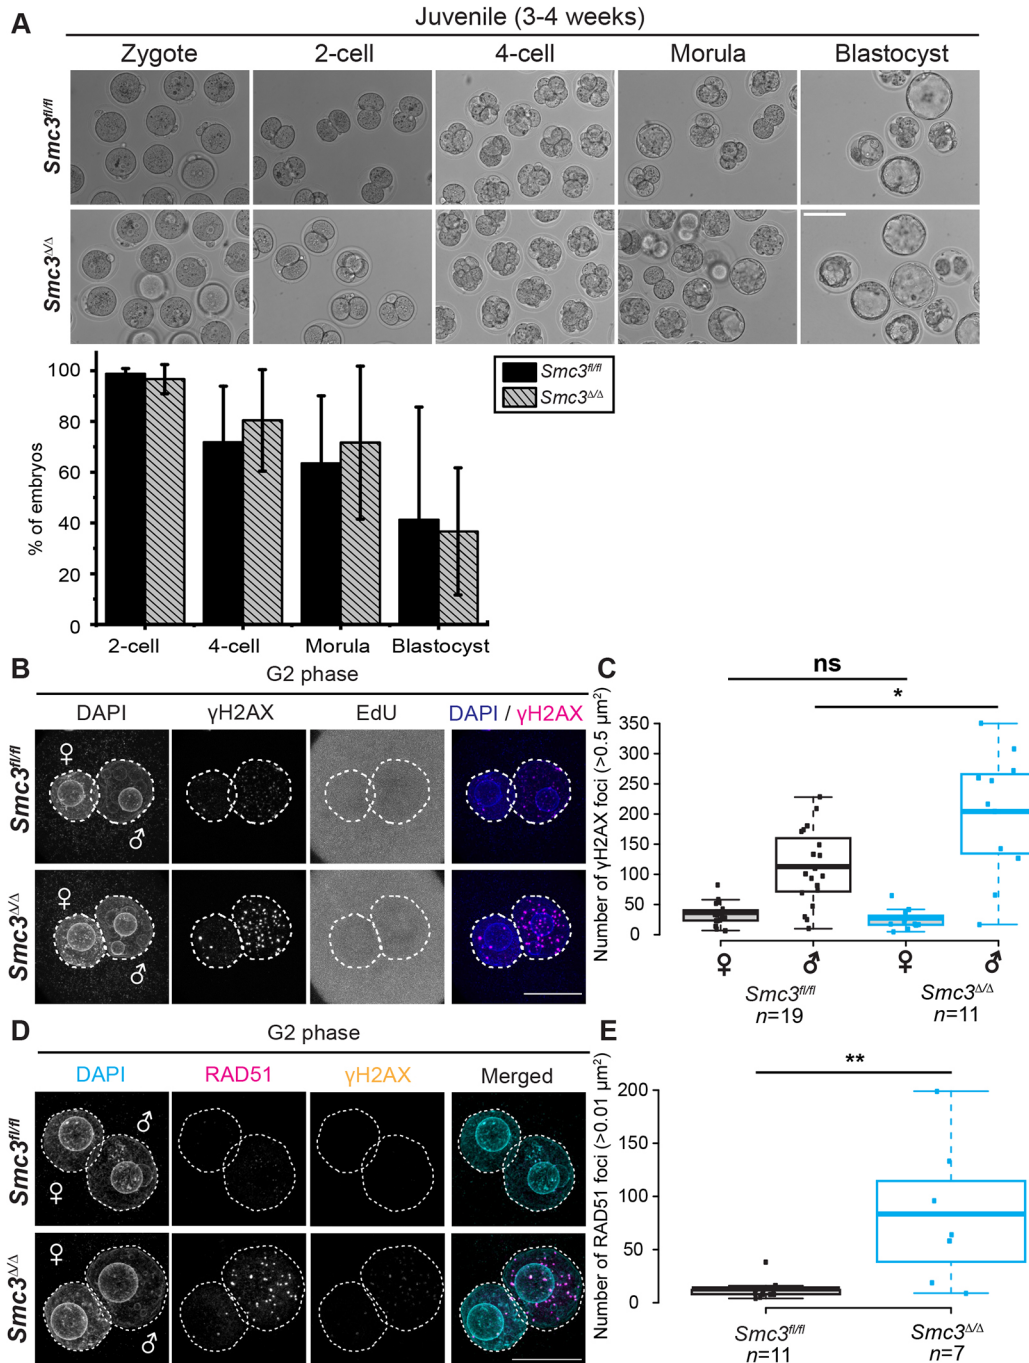 A
Juvenile (3-4 weeks)
Zygote 2-cell 4-cell Morula Blastocyst
Smc3fl/fl
Smc3Δ/Δ
% of embryos
100
80
60
40
20
0
2-cell 4-cell Morula Blastocyst
Smc3fl/fl
Smc3Δ/Δ
B
G2 phase
DAPI γH2AX EdU DAPI / γH2AX
Smc3fl/fl
♀
♂
Smc3Δ/Δ
♀
♂
C
Number of γH2AX foci (>0.5 µm²)
ns
*
350
300
250
200
150
100
50
0
♀ ♂ ♀ ♂
Smc3fl/fl Smc3Δ/Δ
n=19 n=11
D
G2 phase
DAPI RAD51 γH2AX Merged
Smc3fl/fl
♂
♀
Smc3Δ/Δ
♀
♂
E
Number of RAD51 foci (>0.01 µm²)
**
200
150
100
50
0
Smc3fl/fl Smc3Δ/Δ
n=11 n=7